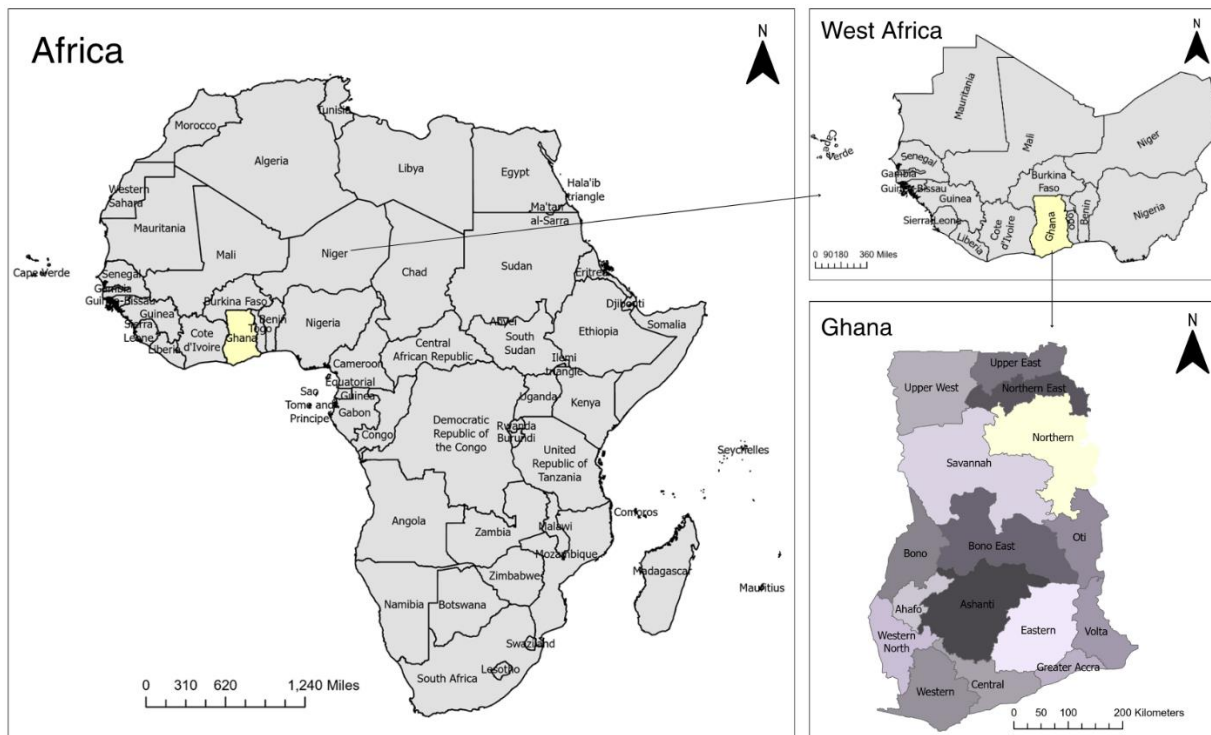 Africa
N
Tunisia
Morocco
Algeria
Libya
Egypt
Western
Sahara
Hala'ib
triangle
Ma'tan
al-Sarra
Mauritania
Mali
Niger
Chad
Sudan
Eritrea
Cape Verde
Senegal
Gambia
Guinea-Bissau
Guinea
Burkina Faso
Sierra
Leone
Liberia
Cote
d'Ivoire
Ghana
Togo
Benin
Nigeria
Djibouti
Somalia
Ethiopia
Abyei
South
Sudan
Central
African Republic
Cameroon
Ilemi
triangle
Equatorial
Guinea
Sao
Tome and
Principe
Gabon
Congo
Uganda
Kenya
Democratic
Republic of
the Congo
Rwanda
Burundi
United
Republic of
Tanzania
Seychelles
Comoros
Angola
Zambia
Malawi
Mozambique
Zimbabwe
Madagascar
Mauritius
Namibia
Botswana
Swaziland
Lesotho
South Africa
0 310 620 1,240 Miles
West Africa
N
Mauritania
Mali
Niger
Cape
Verde
Senegal
Gambia
Guinea-Bissau
Guinea
Sierra Leone
Liberia
Cote
d'Ivoire
Burkina
Faso
Ghana
Togo
Benin
Nigeria
0 90 180 360 Miles
Ghana
N
Upper East
Upper West
Northern East
Northern
Savannah
Bono
Bono East
Oti
Ahafo
Ashanti
Western
North
Eastern
Volta
Greater Accra
Central
Western
0 50 100 200 Kilometers